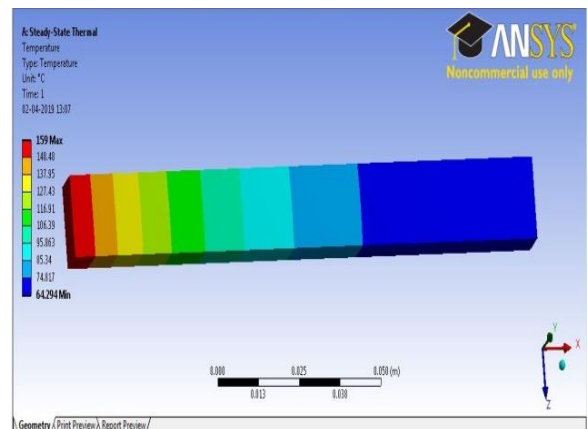 A: Steady-State Thermal
Temperature
Type: Temperature
Unit: °C
Time: 1
02-04-2019 13:07
ANSYS
Noncommercial use only
159 Max
148.48
137.95
127.43
116.91
106.39
95.863
85.34
74.817
64.294 Min
0.000 0.025 0.050 (m)
0.013 0.038
Y
X
Z
Geometry / Print Preview / Report Preview /